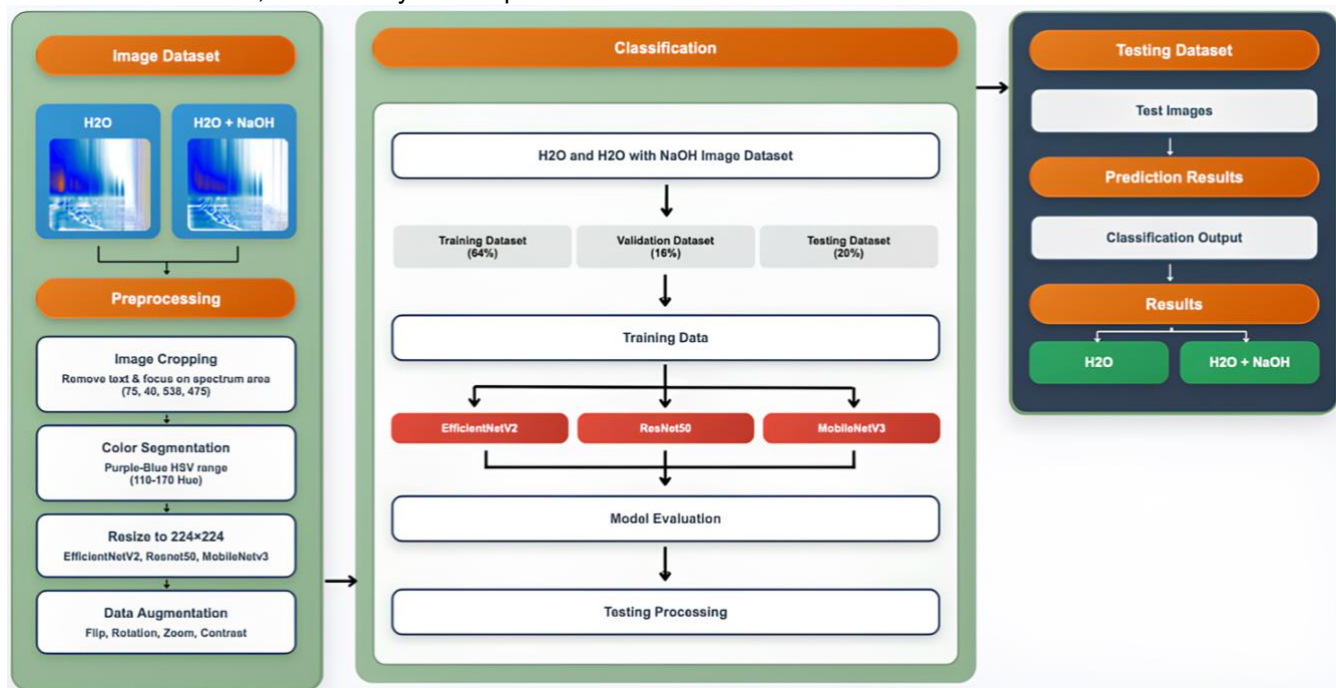 Image Dataset
H2O
H2O + NaOH
Preprocessing
Image Cropping
Remove text & focus on spectrum area
(75, 40, 538, 475)
Color Segmentation
Purple-Blue HSV range
(110-170 Hue)
Resize to 224×224
EfficientNetV2, Resnet50, MobileNetv3
Data Augmentation
Flip, Rotation, Zoom, Contrast
Classification
H2O and H2O with NaOH Image Dataset
Training Dataset
(64%)
Validation Dataset
(16%)
Testing Dataset
(20%)
Training Data
EfficientNetV2
ResNet50
MobileNetV3
Model Evaluation
Testing Processing
Testing Dataset
Test Images
Prediction Results
Classification Output
Results
H2O
H2O + NaOH